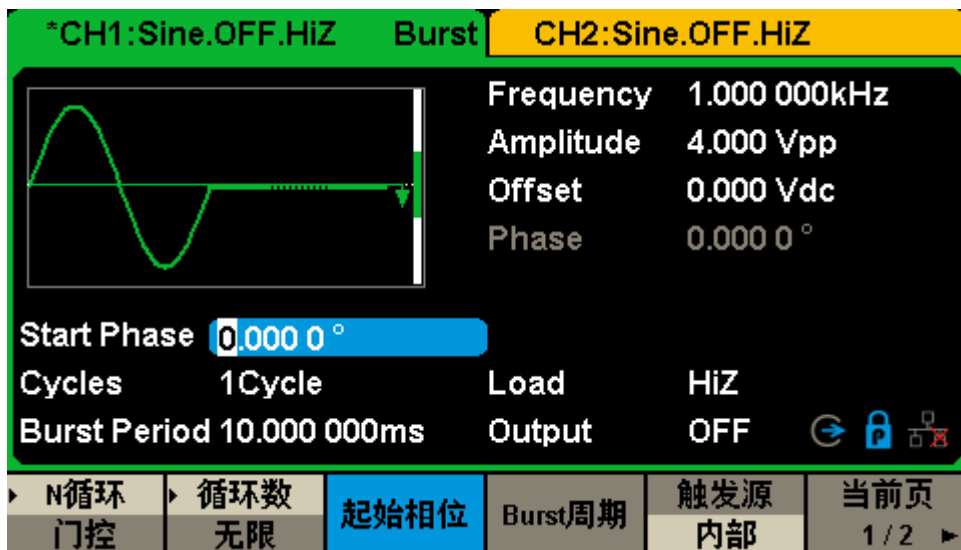 *CH1:Sine.OFF.HiZ Burst CH2:Sine.OFF.HiZ
Frequency 1.000 000kHz
Amplitude 4.000 Vpp
Offset 0.000 Vdc
Phase 0.000 0 °
Start Phase 0.000 0 °
Cycles 1Cycle Load HiZ
Burst Period 10.000 000ms Output OFF P
N循环 循环数 起始相位 Burst周期 触发源 当前页
门控 无限 内部 1 / 2